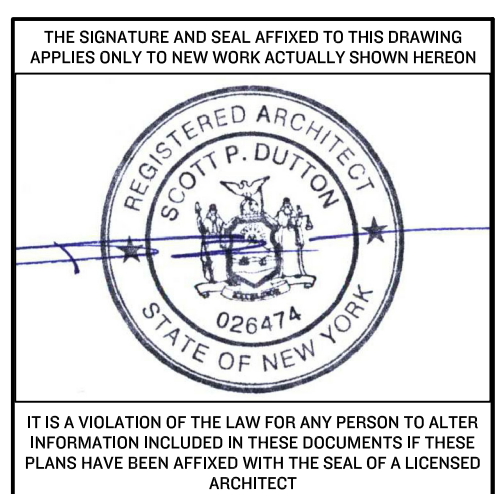 THE SIGNATURE AND SEAL AFFIXED TO THIS DRAWING
APPLIES ONLY TO NEW WORK ACTUALLY SHOWN HEREON
REGISTERED ARCHITECT
SCOTT P. DUTTON
026474
STATE OF NEW YORK
IT IS A VIOLATION OF THE LAW FOR ANY PERSON TO ALTER
INFORMATION INCLUDED IN THESE DOCUMENTS IF THESE
PLANS HAVE BEEN AFFIXED WITH THE SEAL OF A LICENSED
ARCHITECT